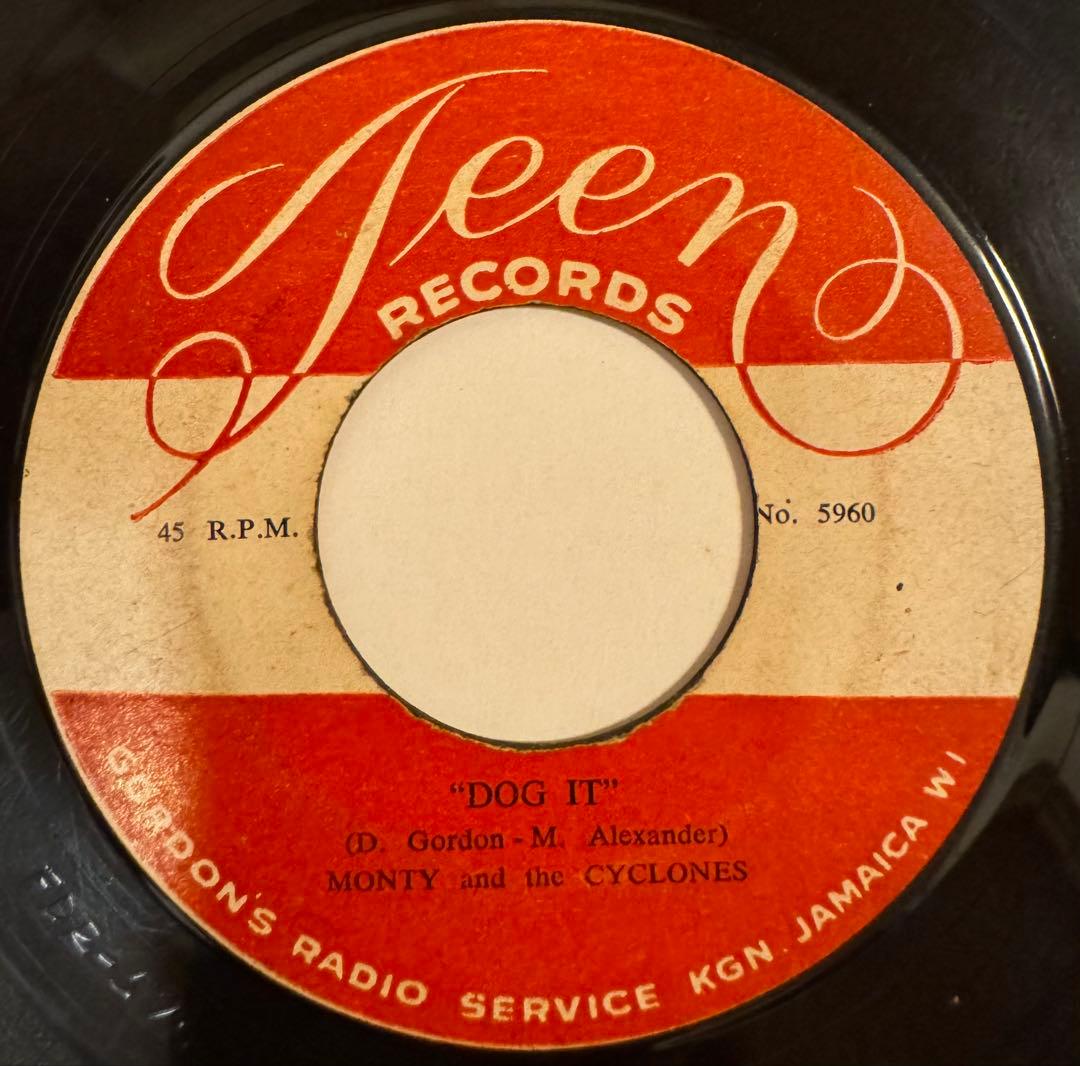 Teen
RECORDS
45 R.P.M.
No. 5960
"DOG IT"
(D. Gordon - M. Alexander)
MONTY and the CYCLONES
GORDON'S RADIO SERVICE KGN. JAMAICA W I